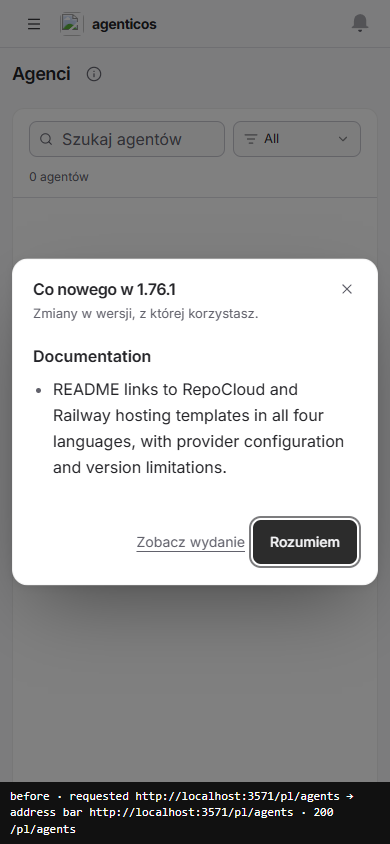 agenticos
Agenci
Szukaj agentów
All
0 agentów
Co nowego w 1.76.1
Zmiany w wersji, z której korzystasz.
Documentation
• README links to RepoCloud and
Railway hosting templates in all four
languages, with provider configuration
and version limitations.
Zobacz wydanie
Rozumiem
before · requested http://localhost:3571/pl/agents →
address bar http://localhost:3571/pl/agents · 200
/pl/agents